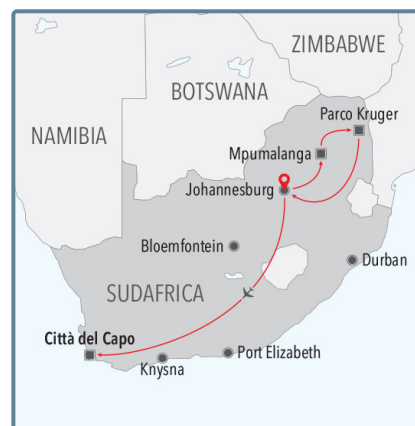 ZIMBABWE
BOTSWANA
Parco Kruger
NAMIBIA
Mpumalanga
Johannesburg
Bloemfontein
Durban
SUDAFRICA
Città del Capo
Port Elizabeth
Knysna